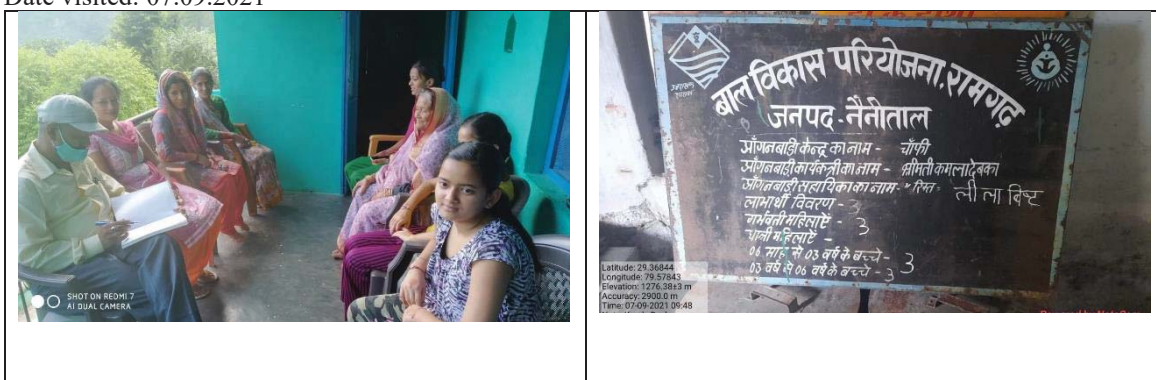 Date visited: 07.09.2021
SHOT ON REDMI 7
AI DUAL CAMERA
बाल विकास परियोजना, रामगढ़
जनपद - नैनीताल
आँगनबाड़ी केन्द्र का नाम - चाँफी
आँगनबाड़ी कार्यकत्री का नाम - श्रीमती कमला देबका
आँगनबाड़ी सहायिका का नाम - " रिक्त " लीला बिष्ट
लाभार्थी विवरण -
गर्भवती महिलाएें - 3
धात्री महिलाएें -
06 माह से 03 वर्ष के बच्चे - 3
03 वर्ष से 06 वर्ष के बच्चे - 3
Latitude: 29.36844
Longitude: 79.57843
Elevation: 1276.38±3 m
Accuracy: 2900.0 m
Time: 07-09-2021 09:48